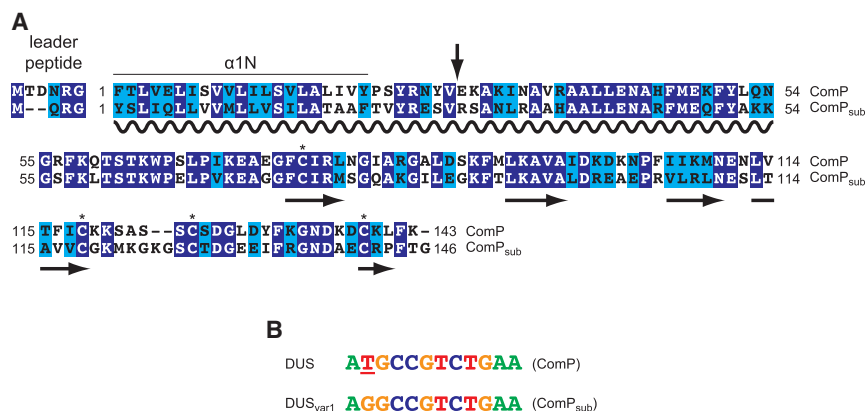 A
leader
peptide
α1N
MTDNRG 1 FTLVELISVVLILSVLALIVYPSYRNYVEKAKINAVRAALLENAHFMEKFYLQN 54 ComP
M--QRG 1 YSLIQLLVVMLLVSILATAAFTVYRESVRSANLRAAHAALLENARFMEQFYAKK 54 ComPsub
*
55 GRFKQTSTKWPSLPIKEAEGFCIRLNGIARGALDSKFMLKAVAIDKDKNPFIIKMNENLV 114 ComP
55 GSFKLTSTKWPELPVKEAGGFCIRMSGQAKGILEGKFTLKAVALDREAEPRVLRLNESLT 114 ComPsub
* * *
115 TFICKKSAS--SCSDGLDYFKGNDKDCKLFK- 143 ComP
115 AVVCGKMKGKGSCTDGEEIFRGNDAECRPFTG 146 ComPsub
B
DUS ATGCCGTCTGAA (ComP)
DUSvar1 AGGCCGTCTGAA (ComPsub)